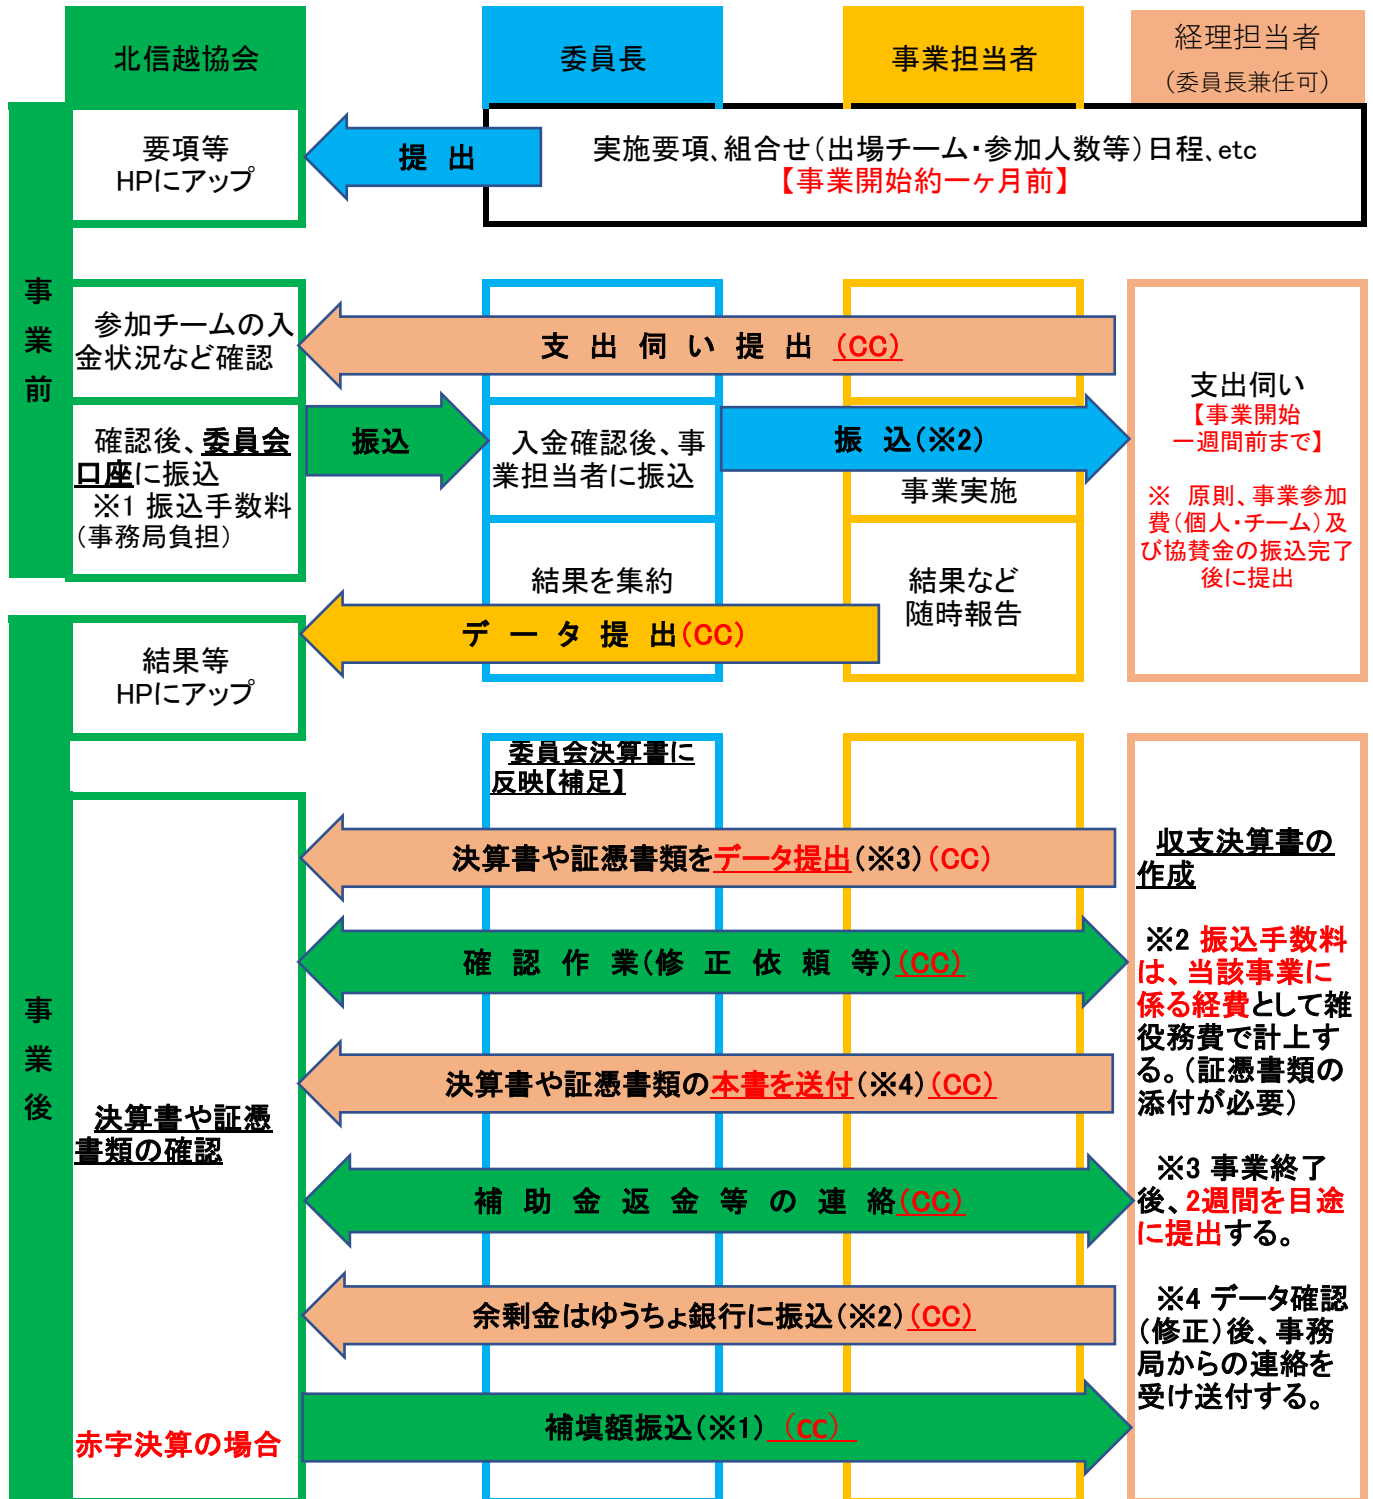 北信越協会
委員長
事業担当者
経理担当者
（委員長兼任可）
事業前
要項等
HPにアップ
提 出
実施要項、組合せ（出場チーム・参加人数等）日程、etc
【事業開始約一ヶ月前】
参加チームの入
金状況など確認
支 出 伺 い 提 出 （CC）
確認後、委員会
口座に振込
※1 振込手数料
（事務局負担）
振込
入金確認後、事
業担当者に振込
振 込（※2）
事業実施
支出伺い
【事業開始
一週間前まで】
※ 原則、事業参加
費（個人・チーム）及
び協賛金の振込完了
後に提出
結果を集約
結果など
随時報告
デ ー タ 提 出（CC）
事業後
結果等
HPにアップ
委員会決算書に
反映【補足】
決算書や証憑書類をデータ提出（※3）（CC）
確 認 作 業（修 正 依 頼 等）（CC）
決算書や証憑書類の本書を送付（※4）（CC）
決算書や証憑
書類の確認
補 助 金 返 金 等 の 連 絡（CC）
余剰金はゆうちょ銀行に振込（※2）（CC）
赤字決算の場合
補填額振込（※1）（CC）
収支決算書の
作成
※2 振込手数料
は、当該事業に
係る経費として雑
役務費で計上す
る。（証憑書類の
添付が必要）
※3 事業終了
後、2週間を目途
に提出する。
※4 データ確認
（修正）後、事務
局からの連絡を
受け送付する。